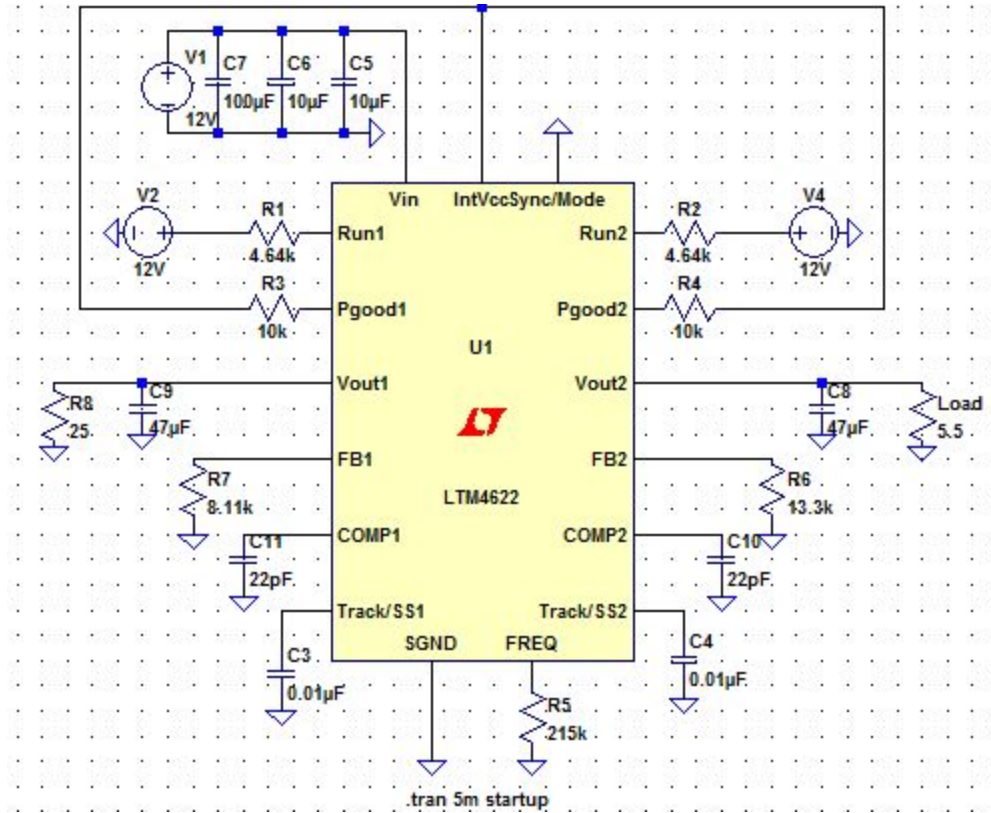 V1
C7
C6
C5
100µF
10µF
10µF
12V
Vin
IntVccSync/Mode
V2
R1
R2
V4
Run1
Run2
12V
4.64k
4.64k
12V
R3
R4
Pgood1
Pgood2
10k
10k
U1
Vout1
Vout2
R8
C9
C8
Load
25
47µF
47µF
5.5
FB1
FB2
R7
R6
8.11k
LTM4622
13.3k
COMP1
COMP2
C11
C10
22pF
22pF
Track/SS1
Track/SS2
SGND
FREQ
C3
C4
0.01µF
0.01µF
R5
215k
.tran 5m startup